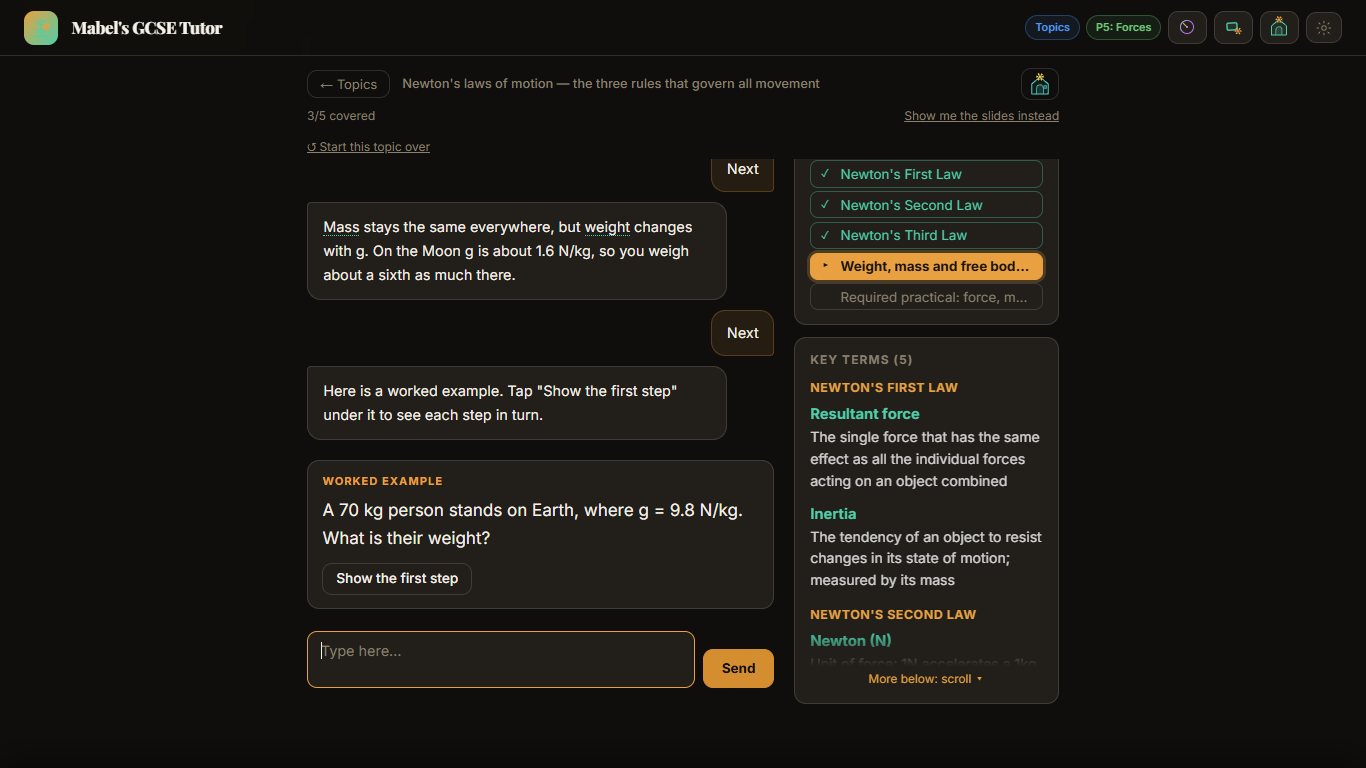 Mabel's GCSE Tutor
Topics
P5: Forces
← Topics
Newton's laws of motion — the three rules that govern all movement
3/5 covered
Show me the slides instead
↺ Start this topic over
Next
Mass stays the same everywhere, but weight changes
with g. On the Moon g is about 1.6 N/kg, so you weigh
about a sixth as much there.
Next
Here is a worked example. Tap "Show the first step"
under it to see each step in turn.
WORKED EXAMPLE
A 70 kg person stands on Earth, where g = 9.8 N/kg.
What is their weight?
Show the first step
Type here...
Send
✓ Newton's First Law
✓ Newton's Second Law
✓ Newton's Third Law
‣ Weight, mass and free bod...
Required practical: force, m...
KEY TERMS (5)
NEWTON'S FIRST LAW
Resultant force
The single force that has the same
effect as all the individual forces
acting on an object combined
Inertia
The tendency of an object to resist
changes in its state of motion;
measured by its mass
NEWTON'S SECOND LAW
Newton (N)
Unit of force: 1N accelerates a 1kg
More below: scroll ▾